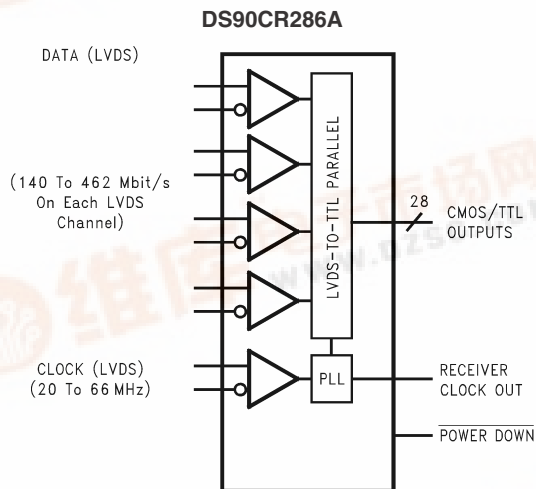 DS90CR286A
DATA (LVDS)
(140 To 462 Mbit/s
On Each LVDS
Channel)
LVDS-TO-TTL PARALLEL
28
CMOS/TTL
OUTPUTS
CLOCK (LVDS)
(20 To 66 MHz)
PLL
RECEIVER
CLOCK OUT
POWER DOWN